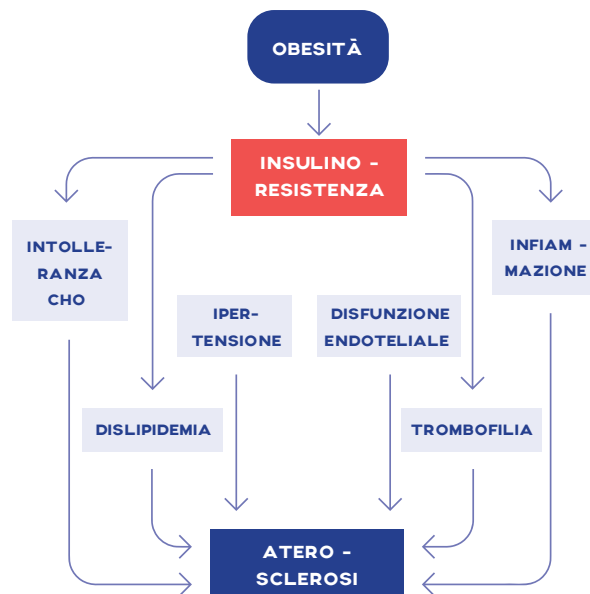 OBESITÀ
INSULINO -
RESISTENZA
INTOLLE-
RANZA
CHO
INFIAM -
MAZIONE
IPER-
TENSIONE
DISFUNZIONE
ENDOTELIALE
DISLIPIDEMIA
TROMBOFILIA
ATERO -
SCLEROSI